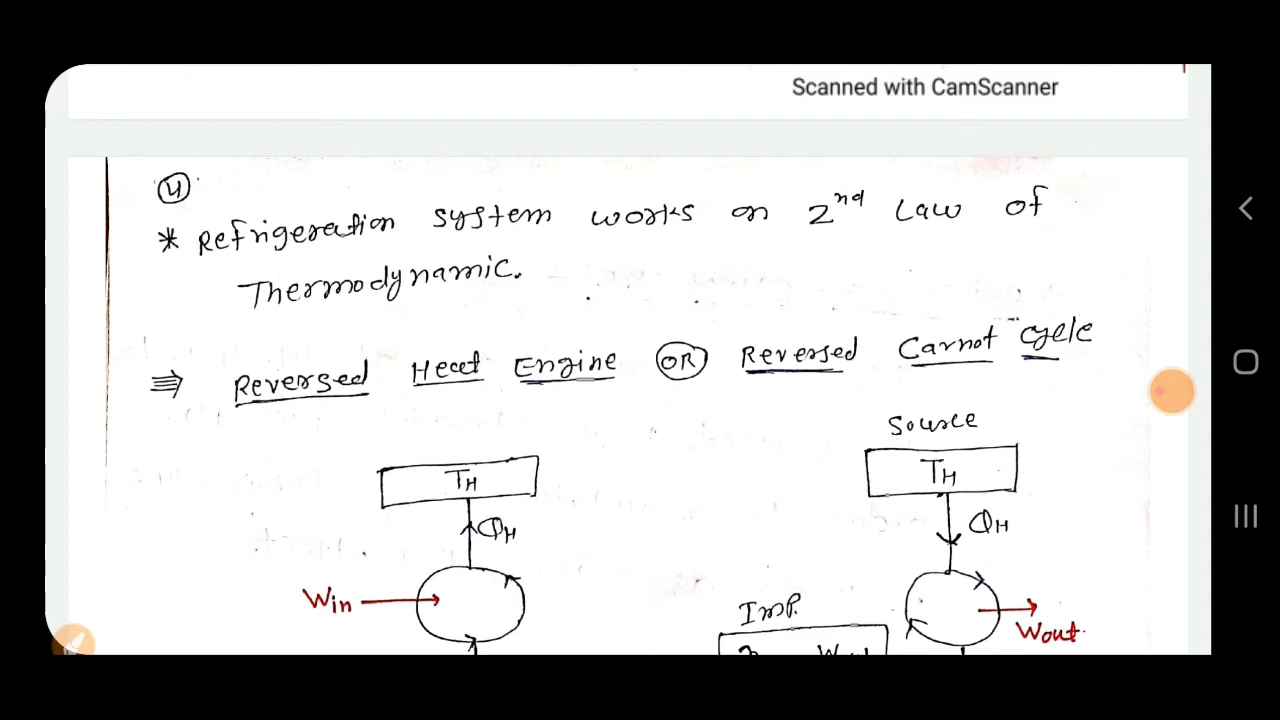 Scanned with CamScanner
4
* Refrigeration system works on 2nd Law of
Thermodynamic.
⇛ Reversed Heat Engine OR Reversed Carnot cycle
Source
TH
TH
QH
QH
Win
Imp.
Wout